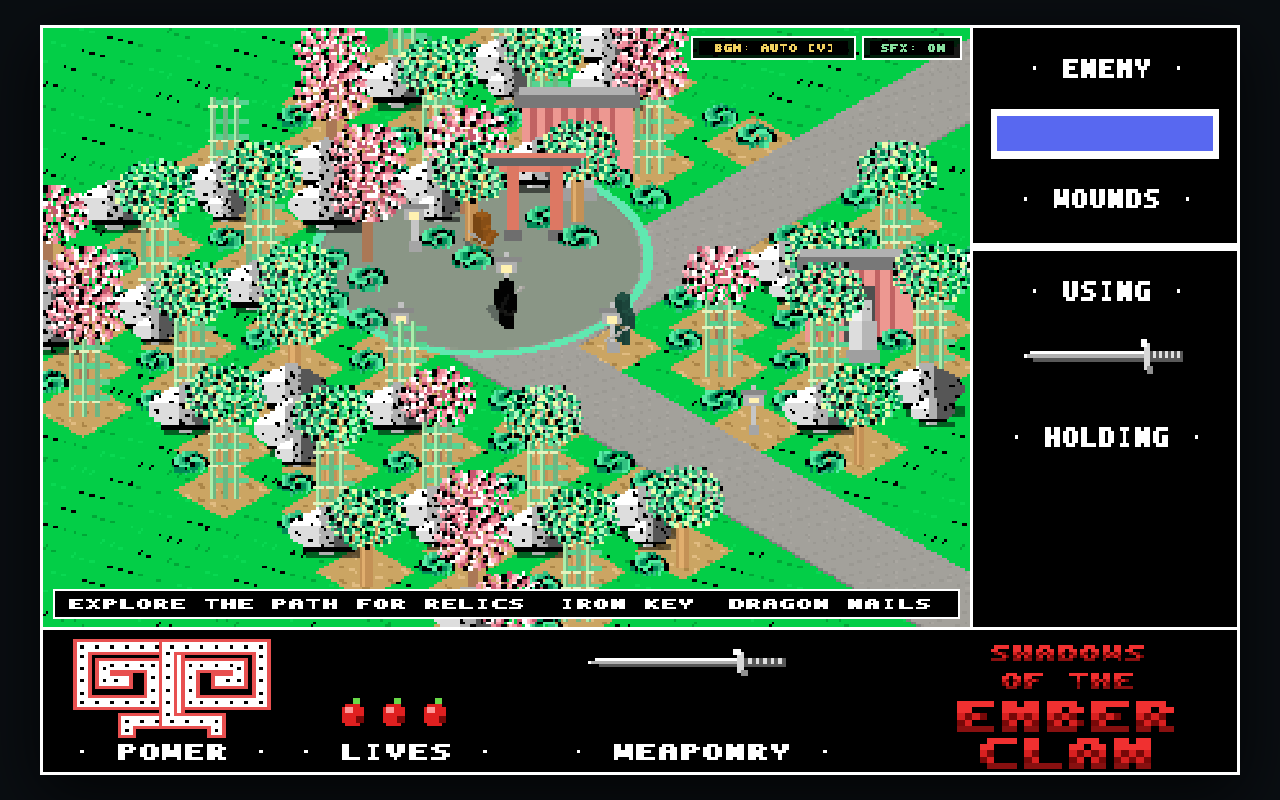 BGM: AUTO [V] SFX: ON
· ENEMY ·
· WOUNDS ·
· USING ·
· HOLDING ·
EXPLORE THE PATH FOR RELICS IRON KEY DRAGON NAILS
SHADOWS
OF THE
EMBER
CLAN
· POWER · · LIVES · · WEAPONRY ·